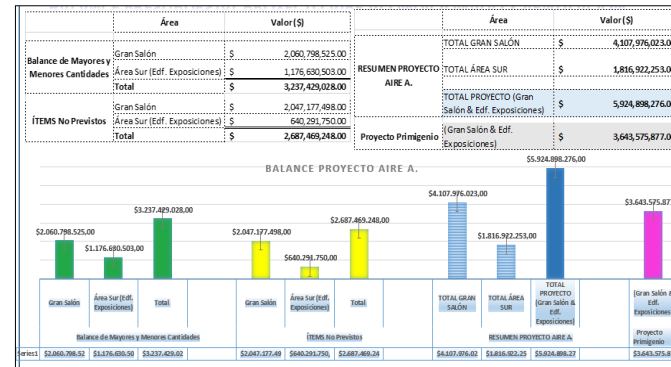 Área Valor($)
Balance de Mayores y Menores Cantidades
Gran Salón $ 2,060,798,525.00
Área Sur (Edf. Exposiciones) $ 1,176,630,503.00
Total $ 3,237,429,028.00
ÍTEMS No Previstos
Gran Salón $ 2,047,177,498.00
Área Sur (Edf. Exposiciones) $ 640,291,750.00
Total $ 2,687,469,248.00
Área Valor($)
RESUMEN PROYECTO AIRE A.
TOTAL GRAN SALÓN $ 4,107,976,023.00
TOTAL ÁREA SUR $ 1,816,922,253.00
TOTAL PROYECTO (Gran Salón & Edf. Exposiciones) $ 5,924,898,276.00
Proyecto Primigenio (Gran Salón & Edf. Exposiciones) $ 3,643,575,877.00
BALANCE PROYECTO AIRE A.
$2.060.798.525,00
$1.176.630.503,00
$3.237.429.028,00
$2.047.177.498,00
$640.291.750,00
$2.687.469.248,00
$4.107.976.023,00
$1.816.922.253,00
$5.924.898.276,00
$3.643.575.87
Gran Salón
Área Sur (Edf. Exposiciones)
Total
Gran Salón
Área Sur (Edf. Exposiciones)
Total
TOTAL GRAN SALÓN
TOTAL ÁREA SUR
TOTAL PROYECTO (Gran Salón & Edf. Exposiciones)
(Gran Salón & Edf. Exposiciones
Balance de Mayores y Menores Cantidades
ÍTEMS No Previstos
RESUMEN PROYECTO AIRE A.
Proyecto Primigenio
Series1 $2.060.798.52 $1.176.630.50 $3.237.429.02 $2.047.177.49 $640.291.750, $2.687.469.24 $4.107.976.02 $1.816.922.25 $5.924.898.27 $3.643.575.8